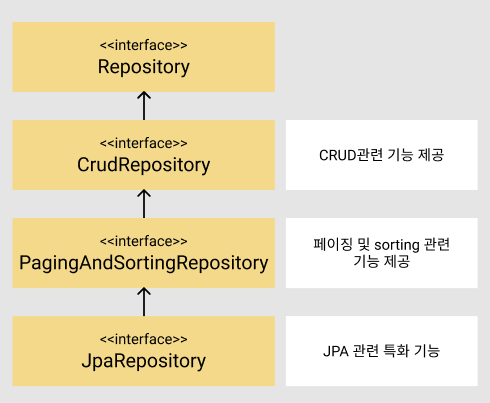 <<interface>>
Repository
<<interface>>
CrudRepository
CRUD관련 기능 제공
<<interface>>
PagingAndSortingRepository
페이징 및 sorting 관련
기능 제공
<<interface>>
JpaRepository
JPA 관련 특화 기능